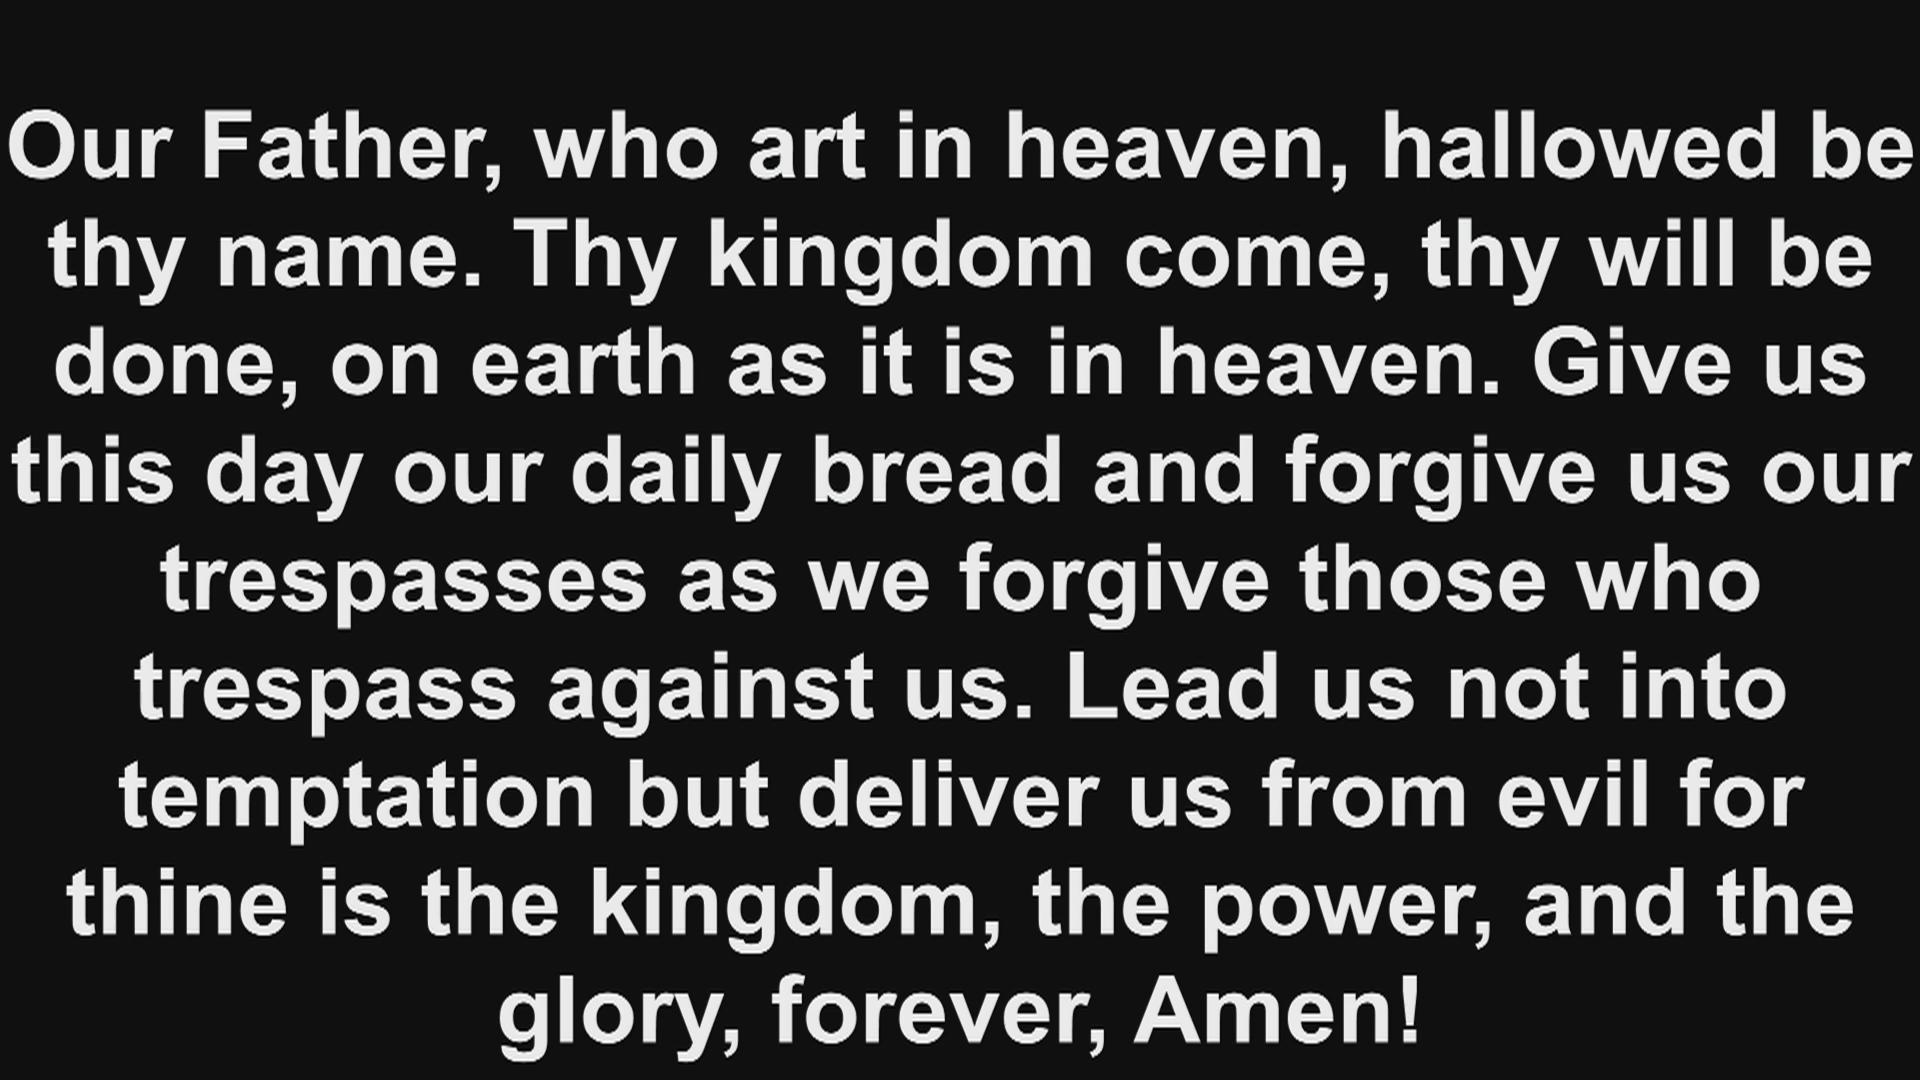 Our Father, who art in heaven, hallowed be
thy name. Thy kingdom come, thy will be
done, on earth as it is in heaven. Give us
this day our daily bread and forgive us our
trespasses as we forgive those who
trespass against us. Lead us not into
temptation but deliver us from evil for
thine is the kingdom, the power, and the
glory, forever, Amen!